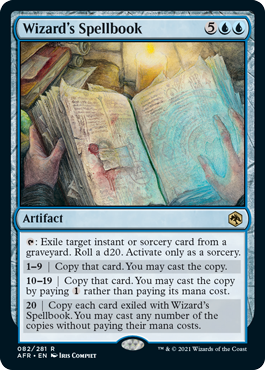 Wizard's Spellbook 5
Artifact
: Exile target instant or sorcery card from a
graveyard. Roll a d20. Activate only as a sorcery.
1–9 | Copy that card. You may cast the copy.
10–19 | Copy that card. You may cast the copy
by paying 1 rather than paying its mana cost.
20 | Copy each card exiled with Wizard's
Spellbook. You may cast any number of the
copies without paying their mana costs.
082/281 R
AFR • EN Iris Compiet
™ & © 2021 Wizards of the Coast